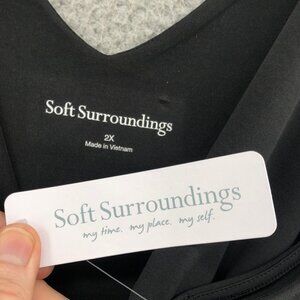 Soft Surroundings
2X
Made in Vietnam
Soft Surroundings
my time. my place. my self.